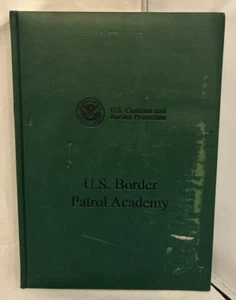 U.S. Customs and
Border Protection
U.S. Border
Patrol Academy